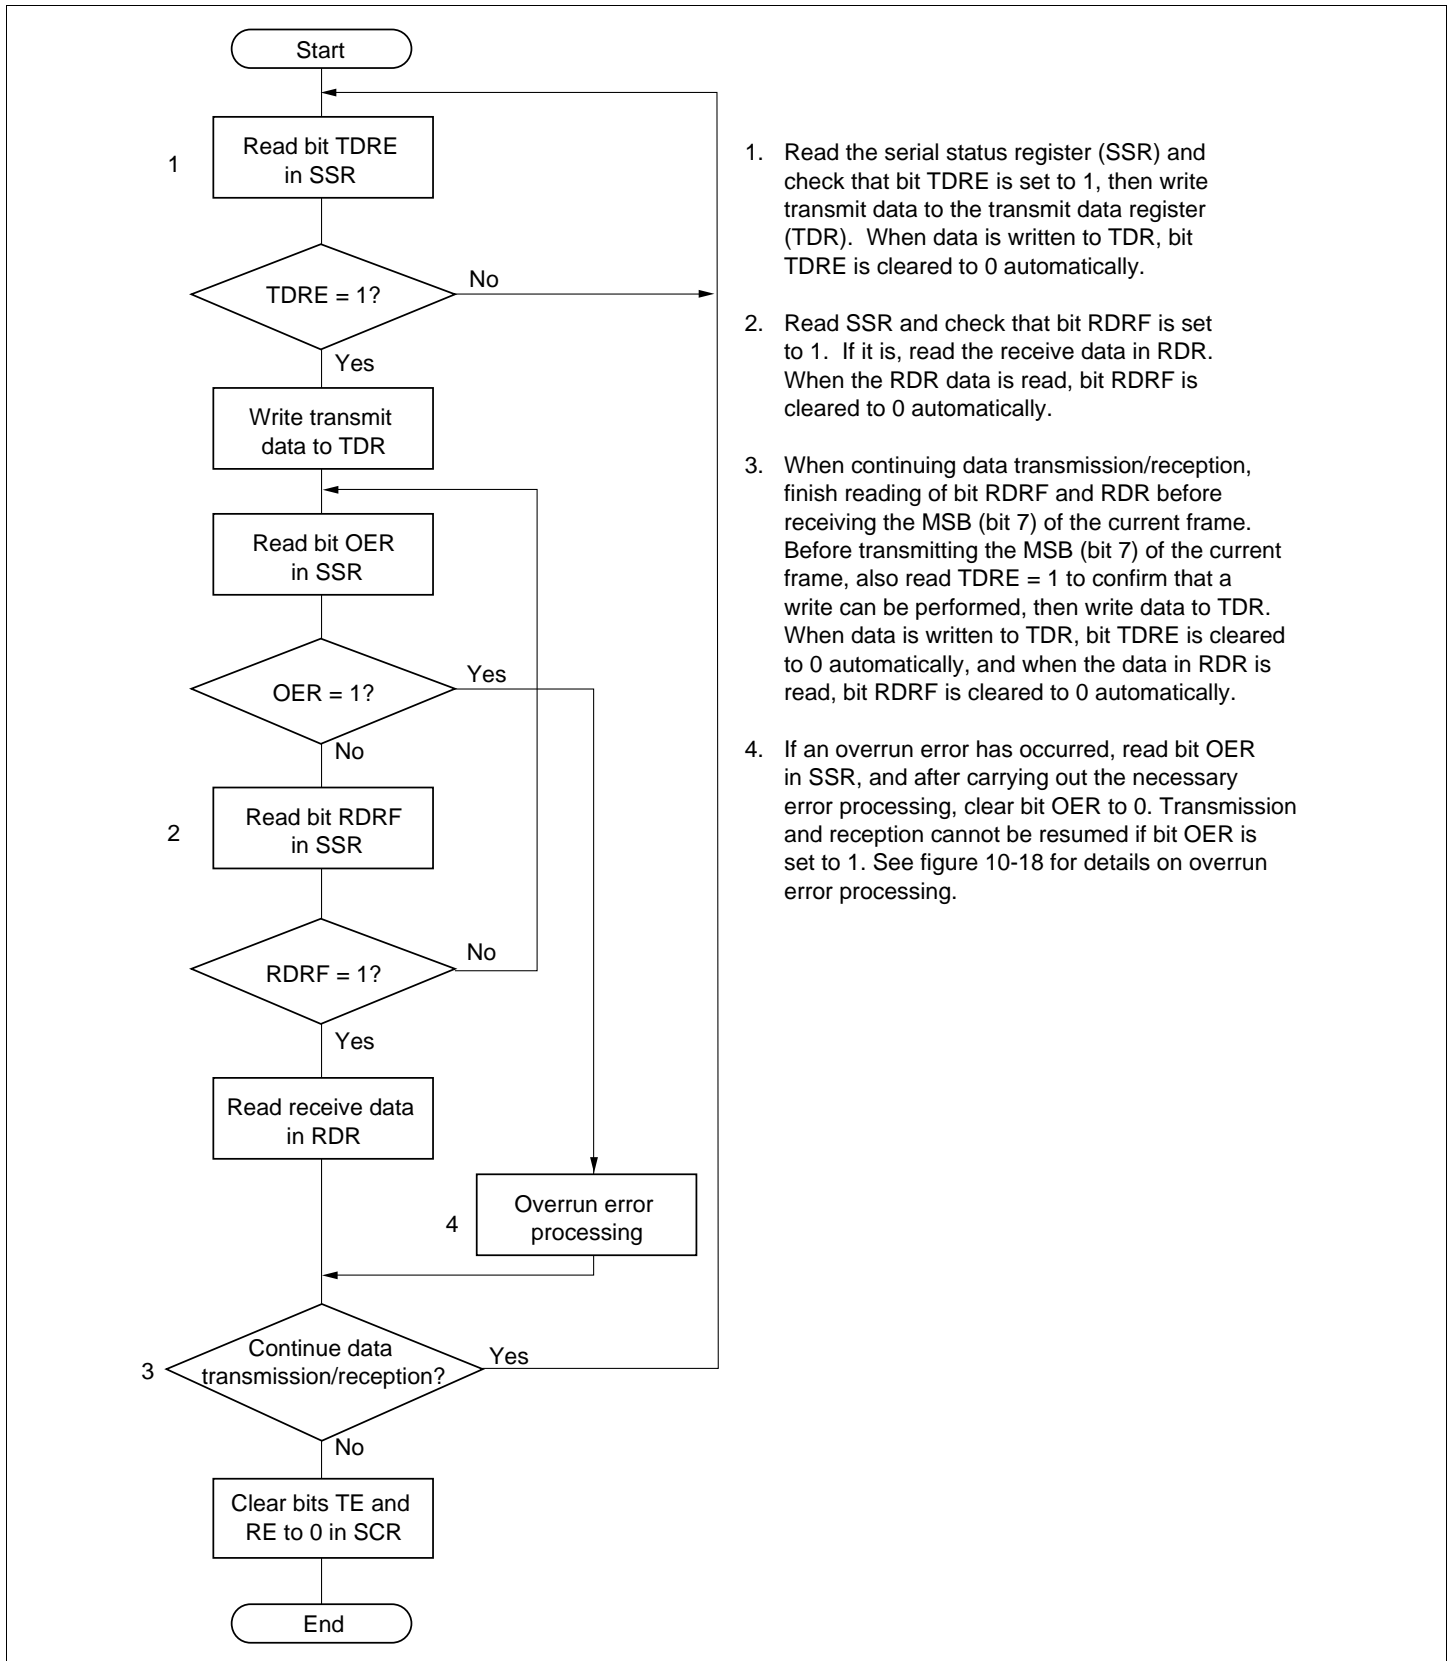 Start
1
Read bit TDRE
in SSR
TDRE = 1?
No
Yes
Write transmit
data to TDR
Read bit OER
in SSR
OER = 1?
Yes
No
2
Read bit RDRF
in SSR
RDRF = 1?
No
Yes
Read receive data
in RDR
4
Overrun error
processing
3
Continue data
transmission/reception?
Yes
No
Clear bits TE and
RE to 0 in SCR
End
1. Read the serial status register (SSR) and
check that bit TDRE is set to 1, then write
transmit data to the transmit data register
(TDR). When data is written to TDR, bit
TDRE is cleared to 0 automatically.
2. Read SSR and check that bit RDRF is set
to 1. If it is, read the receive data in RDR.
When the RDR data is read, bit RDRF is
cleared to 0 automatically.
3. When continuing data transmission/reception,
finish reading of bit RDRF and RDR before
receiving the MSB (bit 7) of the current frame.
Before transmitting the MSB (bit 7) of the current
frame, also read TDRE = 1 to confirm that a
write can be performed, then write data to TDR.
When data is written to TDR, bit TDRE is cleared
to 0 automatically, and when the data in RDR is
read, bit RDRF is cleared to 0 automatically.
4. If an overrun error has occurred, read bit OER
in SSR, and after carrying out the necessary
error processing, clear bit OER to 0. Transmission
and reception cannot be resumed if bit OER is
set to 1. See figure 10-18 for details on overrun
error processing.